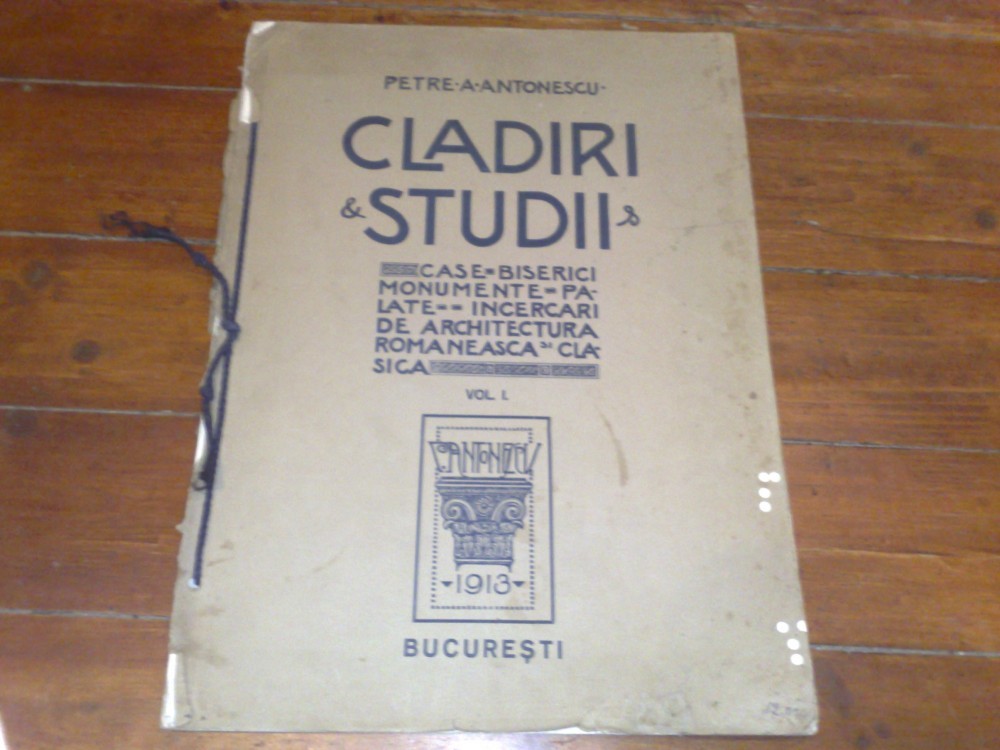 PETRE·A·ANTONESCU·
CLADIRI
& STUDII &
CASE=BISERICI
MONUMENTE=PA-
LATE== INCERCARI
DE ARCHITECTURA
ROMANEASCA SI CLA-
SICA
VOL. I.
P. ANTONESCU
1913
BUCUREȘTI